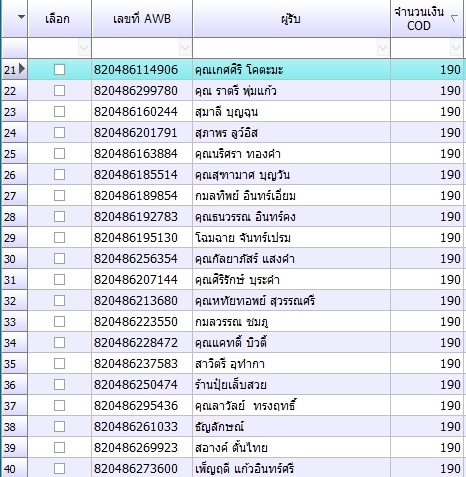 เลือก เลขที่ AWB ผู้รับ จำนวนเงิน COD
21 820486114906 คุณเกศศิริ โคตะมะ 190
22 820486299780 คุณ ราตรี พุ่มแก้ว 190
23 820486160244 สุมาลี บุญฉุน 190
24 820486201791 สุภาพร ลูว์อิส 190
25 820486163884 คุณนริศรา ทองคำ 190
26 820486185514 คุณสุฑามาศ บุญวัน 190
27 820486189854 กมลทิพย์ อินทร์เอี่ยม 190
28 820486192783 คุณธนวรรณ อินทร์คง 190
29 820486195130 โฉมฉาย จันทร์เปรม 190
30 820486256354 คุณกัลยาภัสร์ แสงคำ 190
31 820486207144 คุณศิริรักษ์ บุระคำ 190
32 820486213680 คุณหทัยทอพย์ สุวรรณศรี 190
33 820486223550 กมลวรรณ ชมภู 190
34 820486228472 คุณแคทตี้ บิวตี้ 190
35 820486237583 สาวิตรี อุทำกา 190
36 820486250474 ร้านปุ้ยเล็บสวย 190
37 820486295436 คุณลาวัลย์ ทรงฤทธิ์ 190
38 820486261033 ธัญลักษณ์ 190
39 820486269923 สอางค์ ตั้นไทย 190
40 820486273600 เพ็ญฤดี แก้วอินทร์ศรี 190